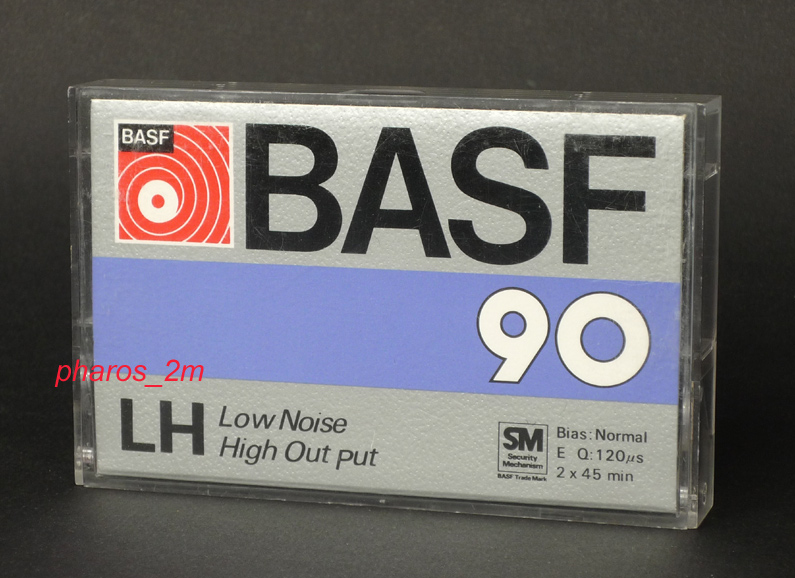 BASF
BASF
90
pharos_2m
LH
Low Noise
High Out put
SM
Security
Mechanism
BASF Trade Mark
Bias: Normal
E Q: 120μs
2 x 45 min